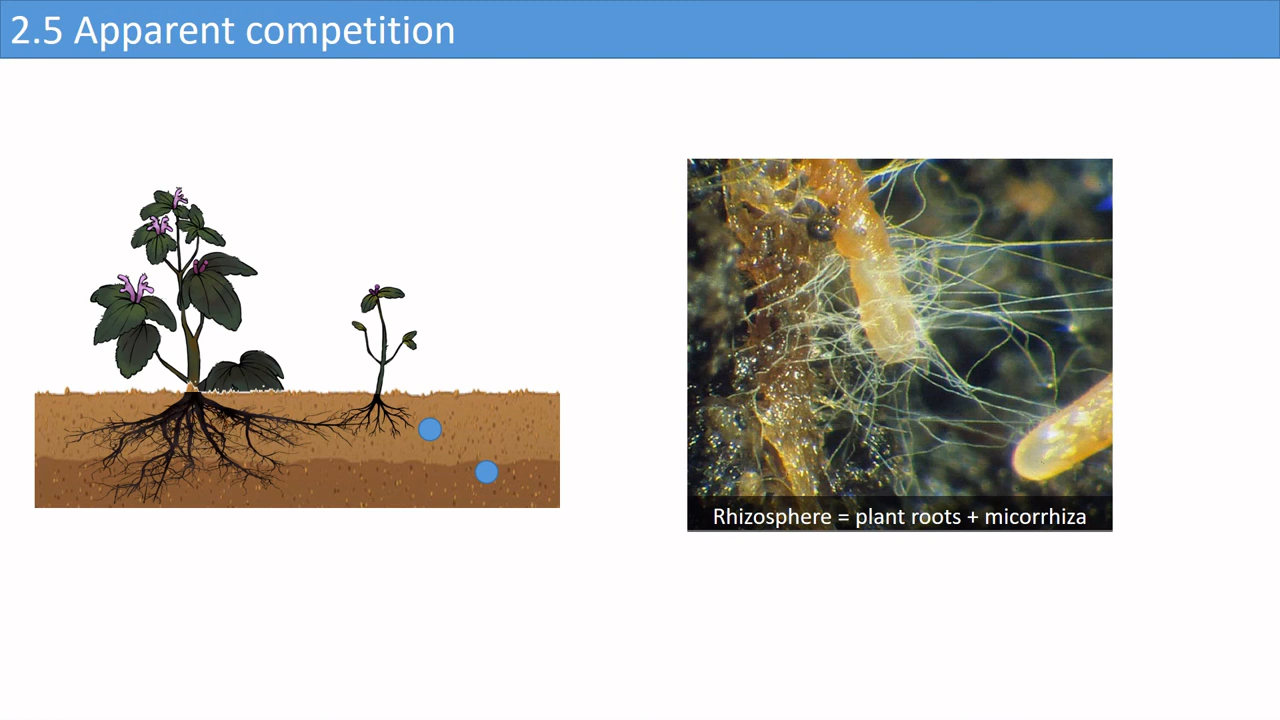 2.5 Apparent competition
Rhizosphere = plant roots + micorrhiza